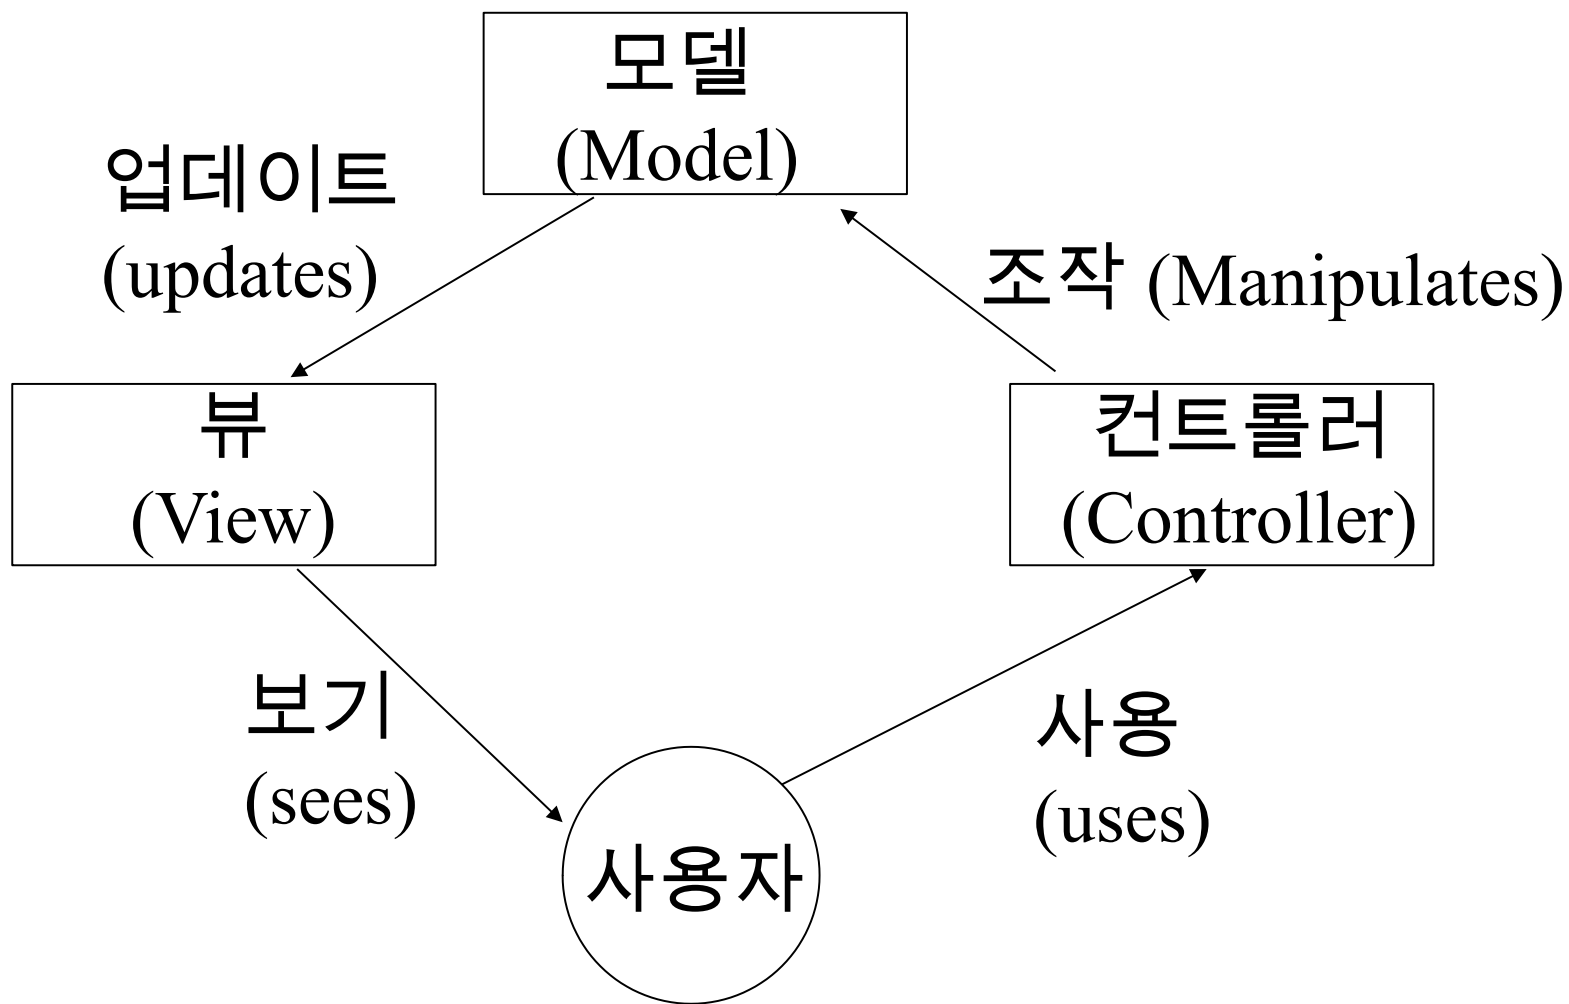 모델
(Model)
업데이트
(updates)
조작 (Manipulates)
뷰
(View)
컨트롤러
(Controller)
보기
(sees)
사용
(uses)
사용자